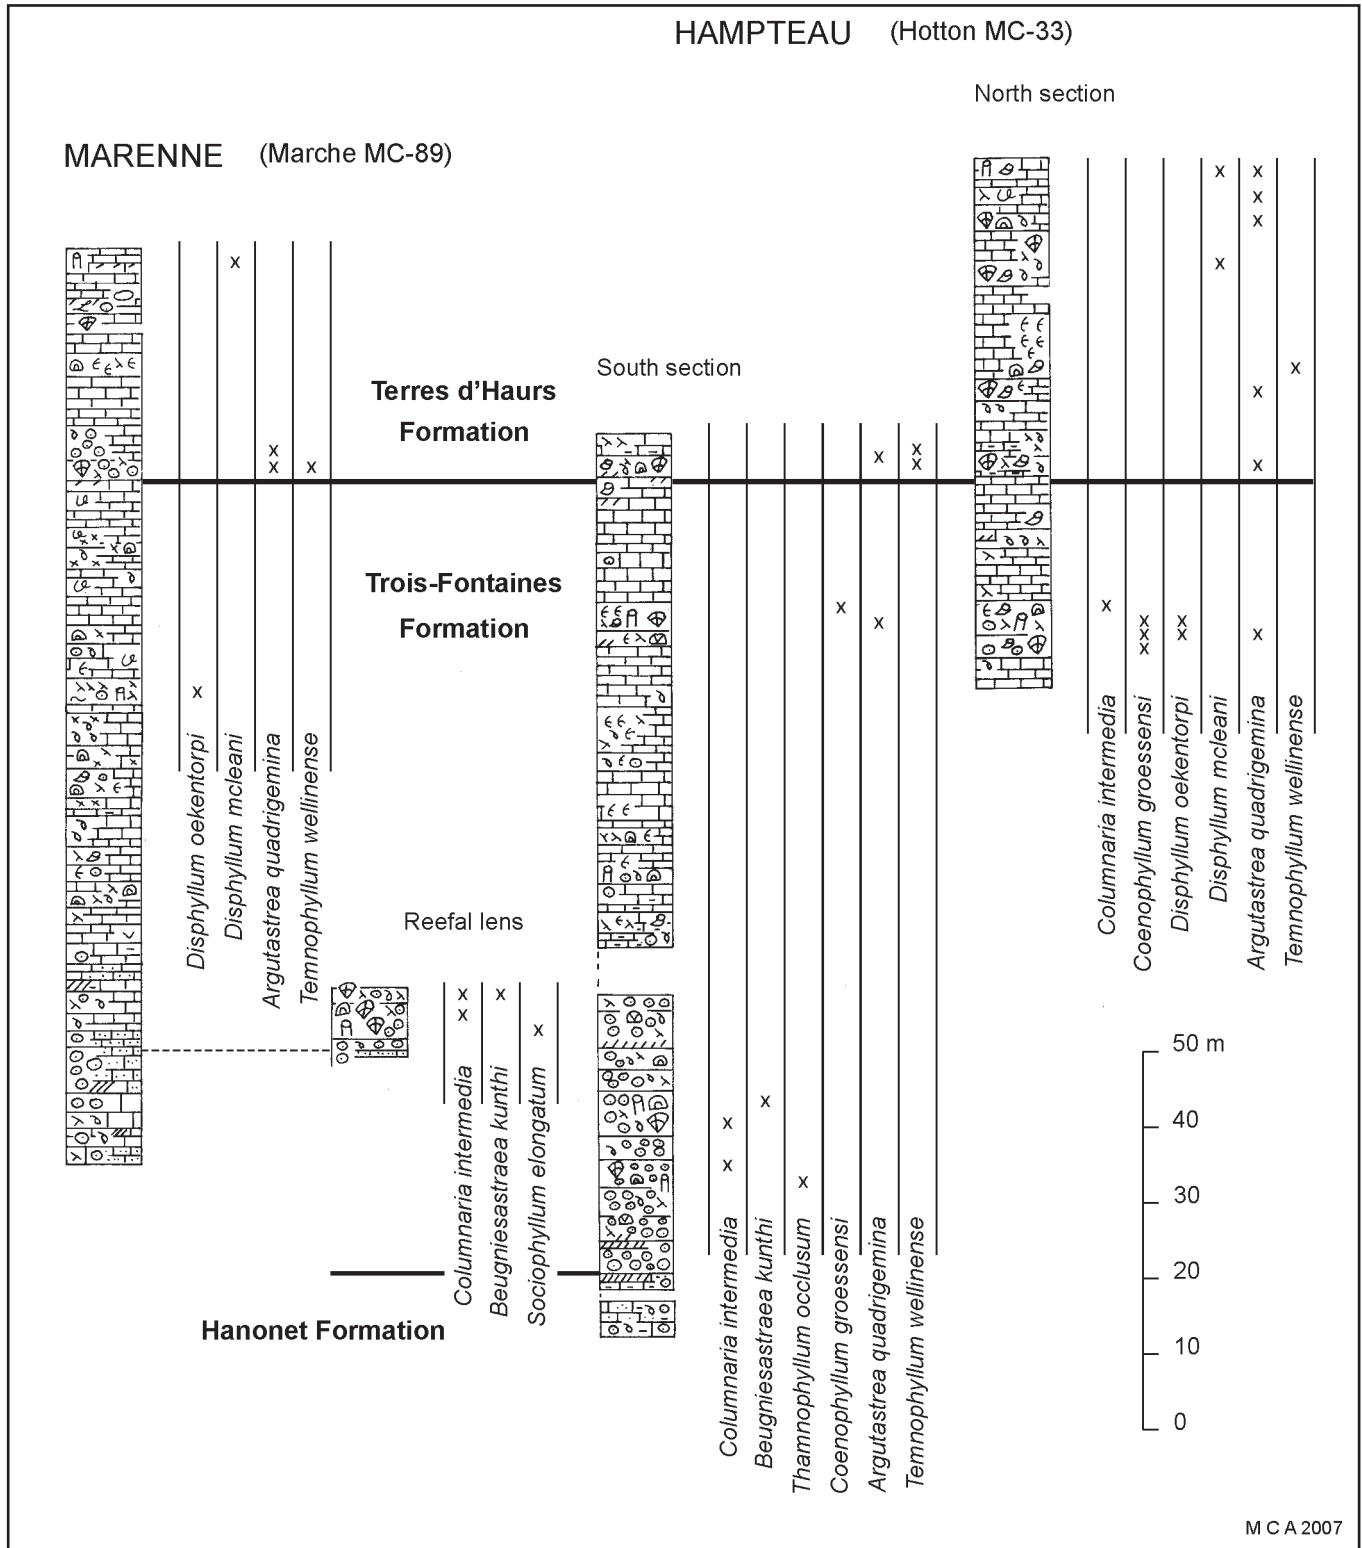 HAMPTEAU (Hotton MC-33)
North section
MARENNE (Marche MC-89)
South section
Terres d'Haurs
Formation
Trois-Fontaines
Formation
Disphyllum oekentorpi
Disphyllum mcleani
Argutastrea quadrigemina
Temnophyllum wellinense
Columnaria intermedia
Coenophyllum groessensi
Disphyllum oekentorpi
Disphyllum mcleani
Argutastrea quadrigemina
Temnophyllum wellinense
Reefal lens
Columnaria intermedia
Beugniesastraea kunthi
Sociophyllum elongatum
Hanonet Formation
Columnaria intermedia
Beugniesastraea kunthi
Thamnophyllum occlusum
Coenophyllum groessensi
Argutastrea quadrigemina
Temnophyllum wellinense
50 m
40
30
20
10
0
M C A 2007